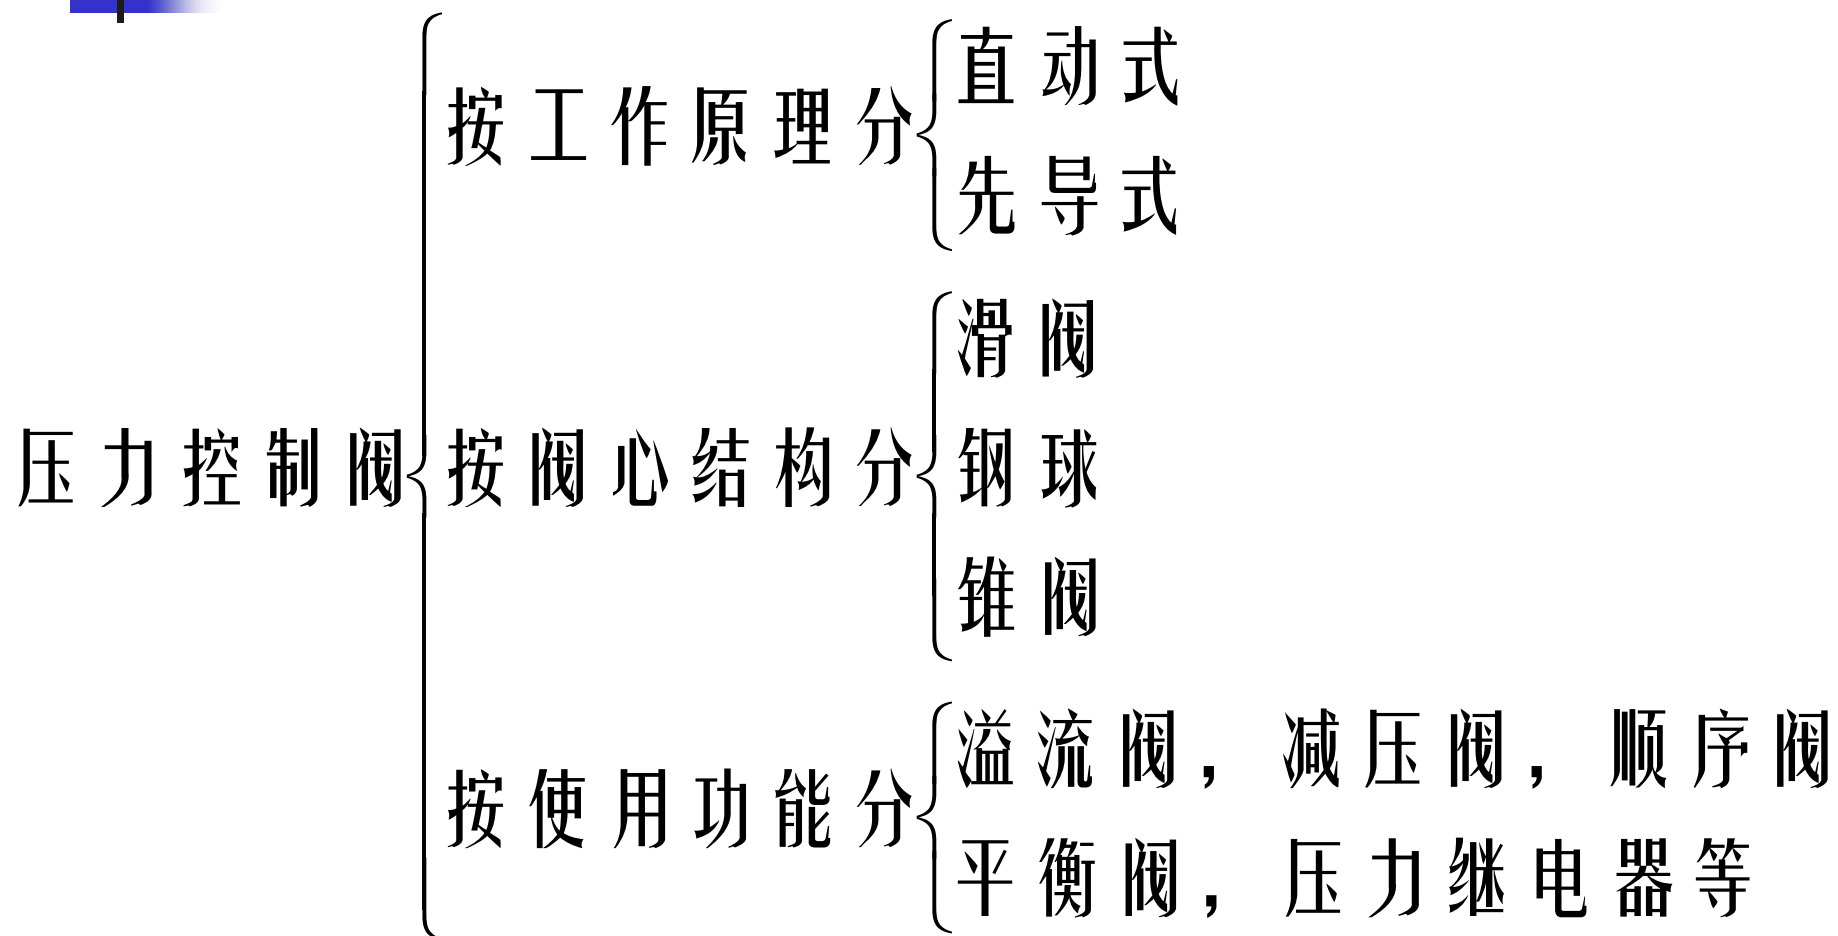 压力控制阀
按工作原理分
直动式
先导式
按阀心结构分
滑阀
钢球
锥阀
按使用功能分
溢流阀，减压阀，顺序阀
平衡阀，压力继电器等